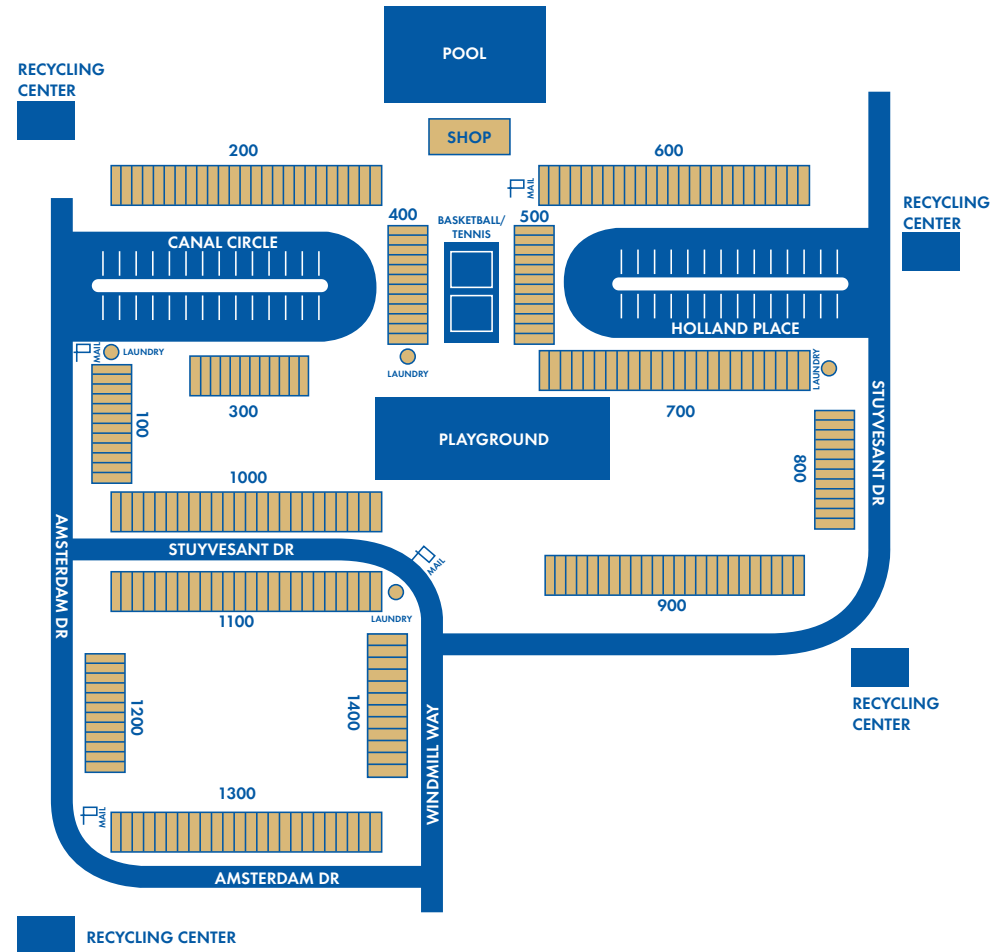 POOL
RECYCLING
CENTER
SHOP
200
600
MAIL
RECYCLING
CENTER
400
BASKETBALL/
TENNIS
500
CANAL CIRCLE
HOLLAND PLACE
MAIL
LAUNDRY
LAUNDRY
LAUNDRY
300
700
100
PLAYGROUND
STUYVESANT DR
800
1000
AMSTERDAM DR
STUYVESANT DR
MAIL
900
1100
LAUNDRY
1200
1400
WINDMILL WAY
RECYCLING
CENTER
1300
MAIL
AMSTERDAM DR
RECYCLING CENTER